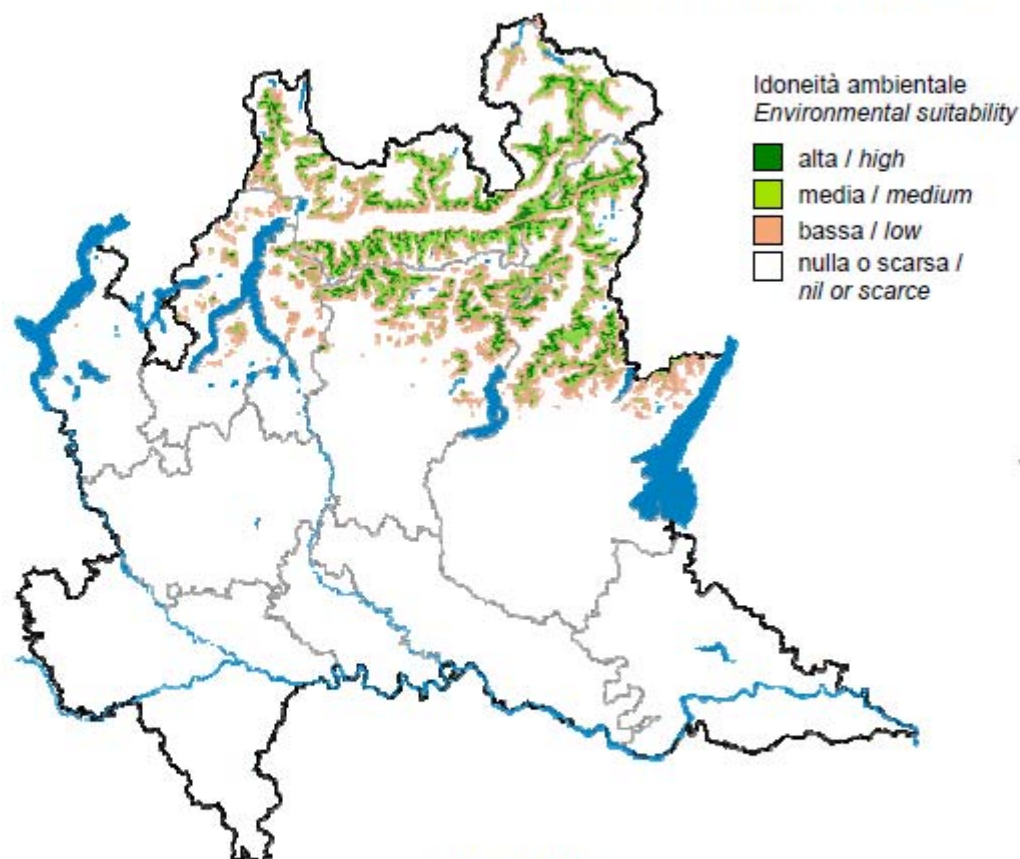 Idoneità ambientale
Environmental suitability
alta / high
media / medium
bassa / low
nulla o scarsa /
nil or scarce